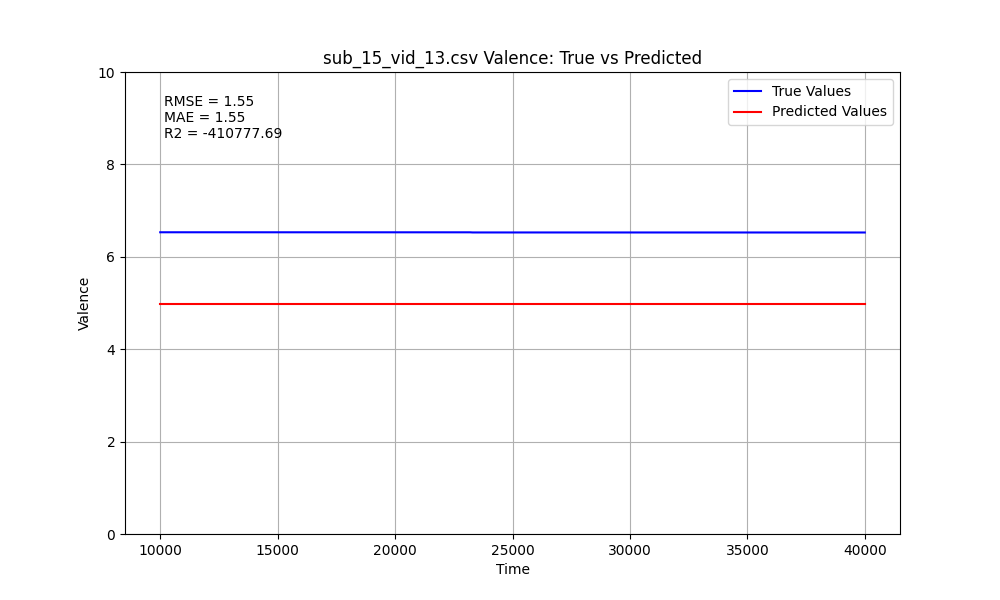 sub_15_vid_13.csv Valence: True vs Predicted
RMSE = 1.55
MAE = 1.55
R2 = -410777.69
True Values
Predicted Values
10
8
6
4
2
0
Valence
10000
15000
20000
25000
30000
35000
40000
Time